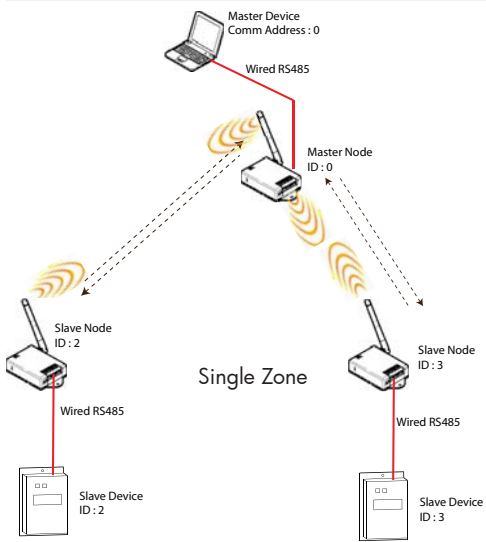 Master Device
Comm Address : 0
Wired RS485
Master Node
ID : 0
Slave Node
ID : 2
Slave Node
ID : 3
Single Zone
Wired RS485
Wired RS485
Slave Device
ID : 2
Slave Device
ID : 3